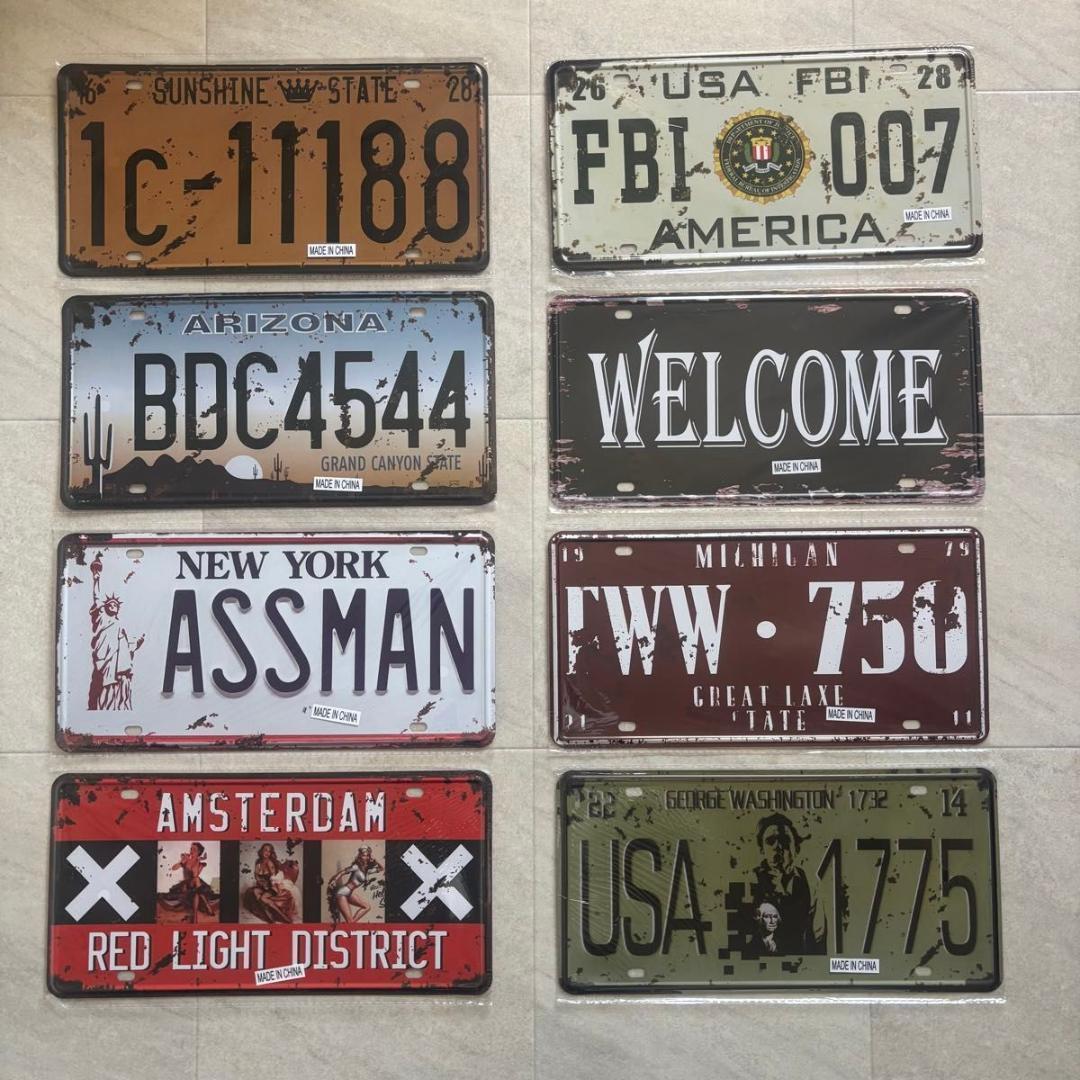 6 SUNSHINE STATE 28
1c-11188
MADE IN CHINA
26 USA FBI 28
FBI 007
AMERICA
MADE IN CHINA
ARIZONA
BDC4544
GRAND CANYON STATE
MADE IN CHINA
WELCOME
MADE IN CHINA
NEW YORK
ASSMAN
MADE IN CHINA
19 MICHIGAN 79
FWW · 750
GREAT LAKE
TATE
21 11
MADE IN CHINA
AMSTERDAM
RED LIGHT DISTRICT
MADE IN CHINA
22 GEORGE WASHINGTON 1732 14
USA 1775
MADE IN CHINA